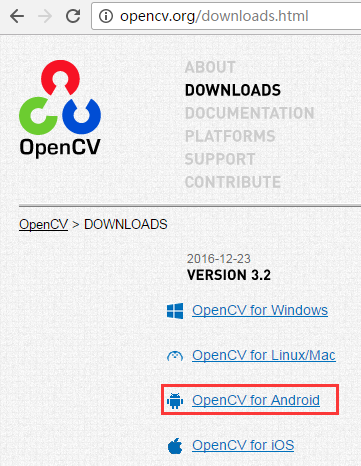 opencv.org/downloads.html
ABOUT
DOWNLOADS
DOCUMENTATION
PLATFORMS
SUPPORT
CONTRIBUTE
OpenCV
OpenCV > DOWNLOADS
2016-12-23
VERSION 3.2
OpenCV for Windows
OpenCV for Linux/Mac
OpenCV for Android
OpenCV for iOS